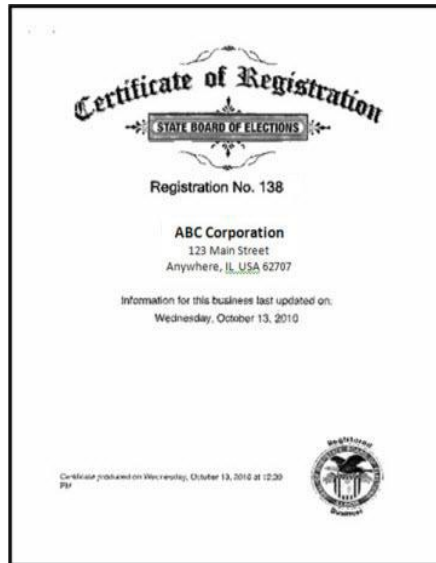 Certificate of Registration
STATE BOARD OF ELECTIONS
Registration No. 138
ABC Corporation
123 Main Street
Anywhere, IL USA 62707
Information for this business last updated on:
Wednesday, October 13, 2010
Registered
Certificate produced on Wednesday, October 13, 2010 at 12:30
PM
Business